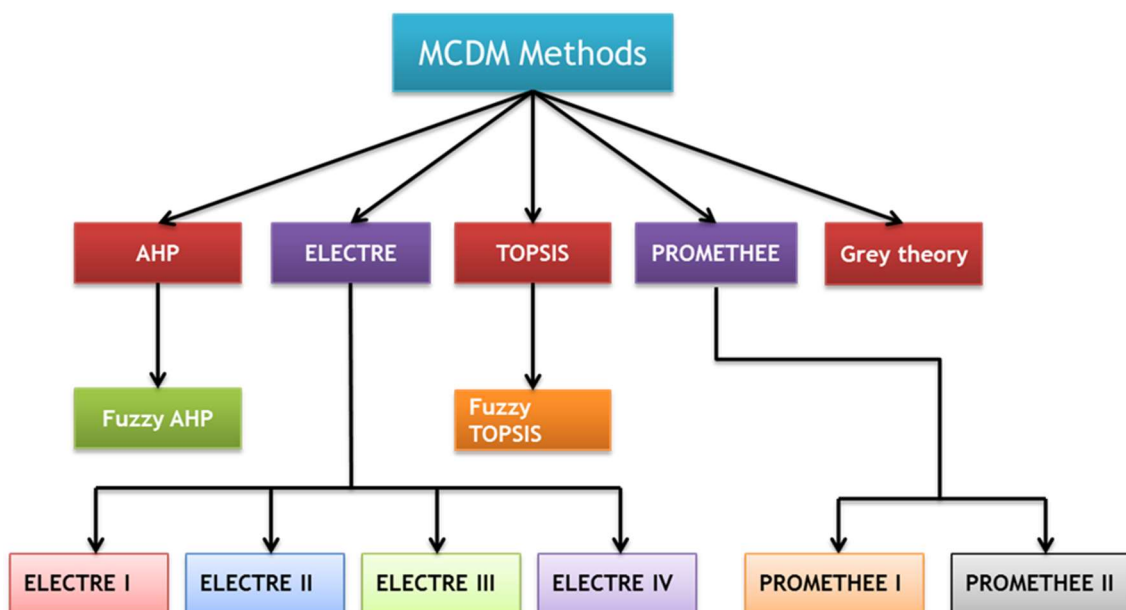 MCDM Methods
AHP
ELECTRE
TOPSIS
PROMETHEE
Grey theory
Fuzzy AHP
Fuzzy
TOPSIS
ELECTRE I
ELECTRE II
ELECTRE III
ELECTRE IV
PROMETHEE I
PROMETHEE II